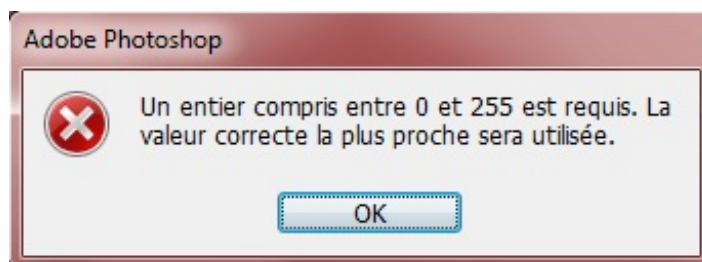 Adobe Photoshop
Un entier compris entre 0 et 255 est requis. La
valeur correcte la plus proche sera utilisée.
OK